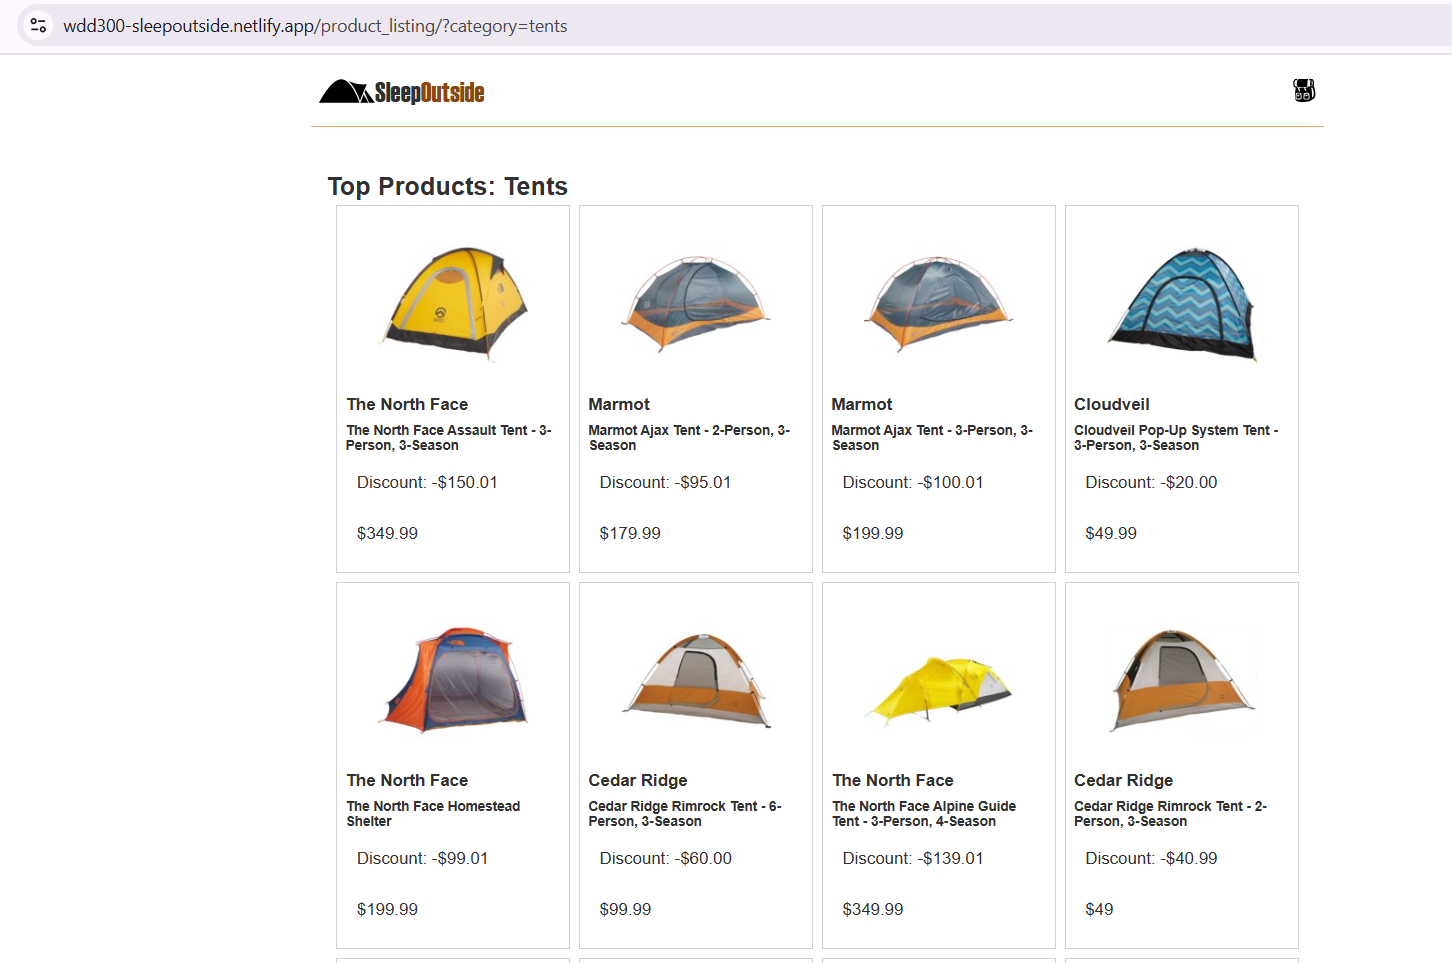 wdd300-sleepoutside.netlify.app/product_listing/?category=tents
SleepOutside
Top Products: Tents
The North Face
The North Face Assault Tent - 3-
Person, 3-Season
Discount: -$150.01
$349.99
Marmot
Marmot Ajax Tent - 2-Person, 3-
Season
Discount: -$95.01
$179.99
Marmot
Marmot Ajax Tent - 3-Person, 3-
Season
Discount: -$100.01
$199.99
Cloudveil
Cloudveil Pop-Up System Tent -
3-Person, 3-Season
Discount: -$20.00
$49.99
The North Face
The North Face Homestead
Shelter
Discount: -$99.01
$199.99
Cedar Ridge
Cedar Ridge Rimrock Tent - 6-
Person, 3-Season
Discount: -$60.00
$99.99
The North Face
The North Face Alpine Guide
Tent - 3-Person, 4-Season
Discount: -$139.01
$349.99
Cedar Ridge
Cedar Ridge Rimrock Tent - 2-
Person, 3-Season
Discount: -$40.99
$49